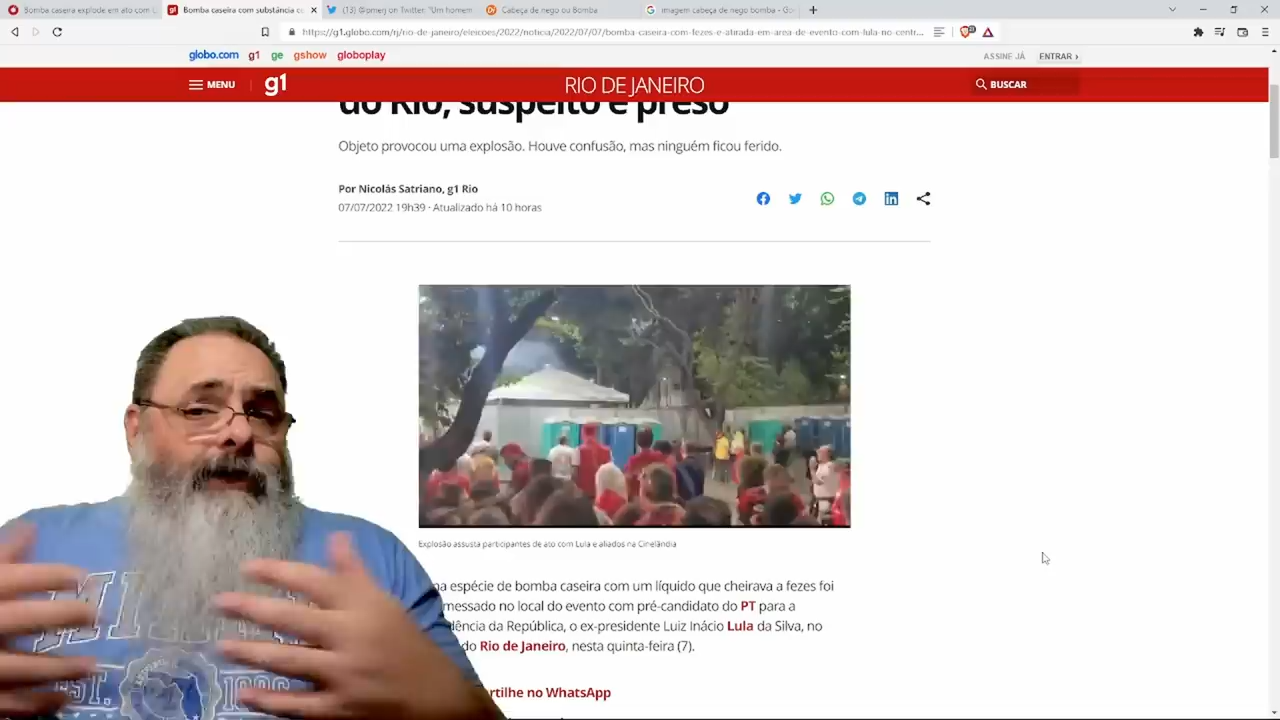 Bomba caseira explode em ato com L
Bomba caseira com substância cu
(13) @pmerj on Twitter: "Um homem
Cabeça de nego ou Bomba
imagem cabeça de nego bomba - Go
https://g1.globo.com/rj/rio-de-janeiro/eleicoes/2022/noticia/2022/07/07/bomba-caseira-com-fezes-e-atirada-em-area-de-evento-com-lula-no-centr...
globo.com g1 ge gshow globoplay
ASSINE JÁ ENTRAR ›
MENU g1 RIO DE JANEIRO BUSCAR
do Rio; suspeito é preso
Objeto provocou uma explosão. Houve confusão, mas ninguém ficou ferido.
Por Nicolás Satriano, g1 Rio
07/07/2022 19h39 · Atualizado há 10 horas
Explosão assusta participantes de ato com Lula e aliados na Cinelândia
na espécie de bomba caseira com um líquido que cheirava a fezes foi
messado no local do evento com pré-candidato do PT para a
dência da República, o ex-presidente Luiz Inácio Lula da Silva, no
do Rio de Janeiro, nesta quinta-feira (7).
rtilhe no WhatsApp
EST. 18